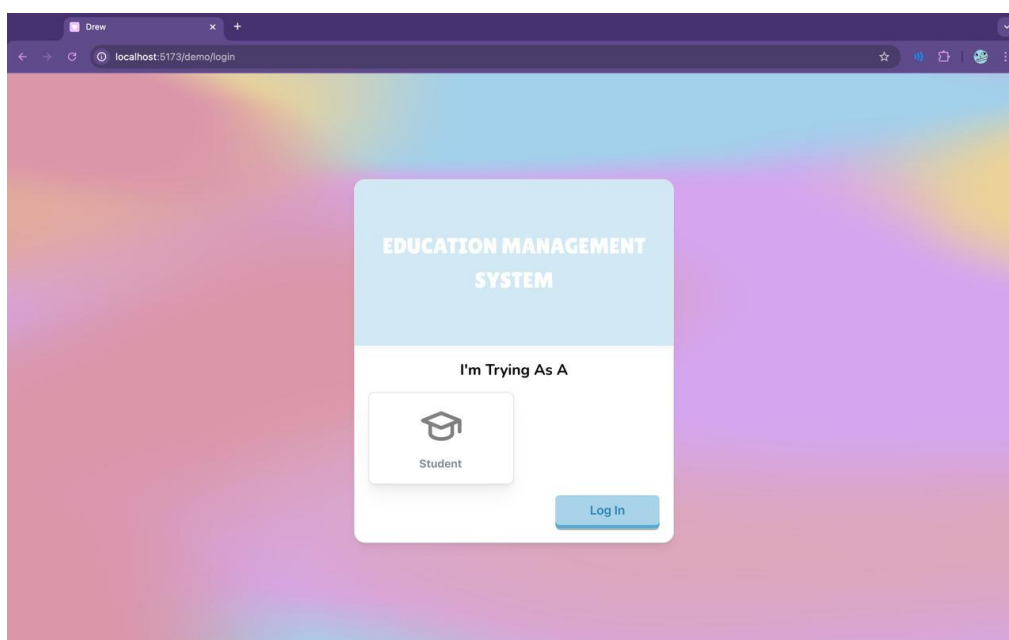 Drew
localhost:5173/demo/login
EDUCATION MANAGEMENT
SYSTEM
I'm Trying As A
Student
Log In